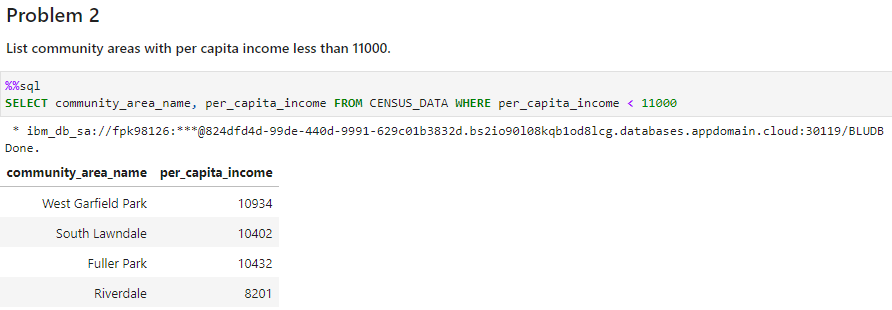 Problem 2
List community areas with per capita income less than 11000.
%%sql
SELECT community_area_name, per_capita_income FROM CENSUS_DATA WHERE per_capita_income < 11000
* ibm_db_sa://fpk98126:***@824dfd4d-99de-440d-9991-629c01b3832d.bs2io90l08kqb1od8lcg.databases.appdomain.cloud:30119/BLUDB
Done.
community_area_name per_capita_income
West Garfield Park 10934
South Lawndale 10402
Fuller Park 10432
Riverdale 8201